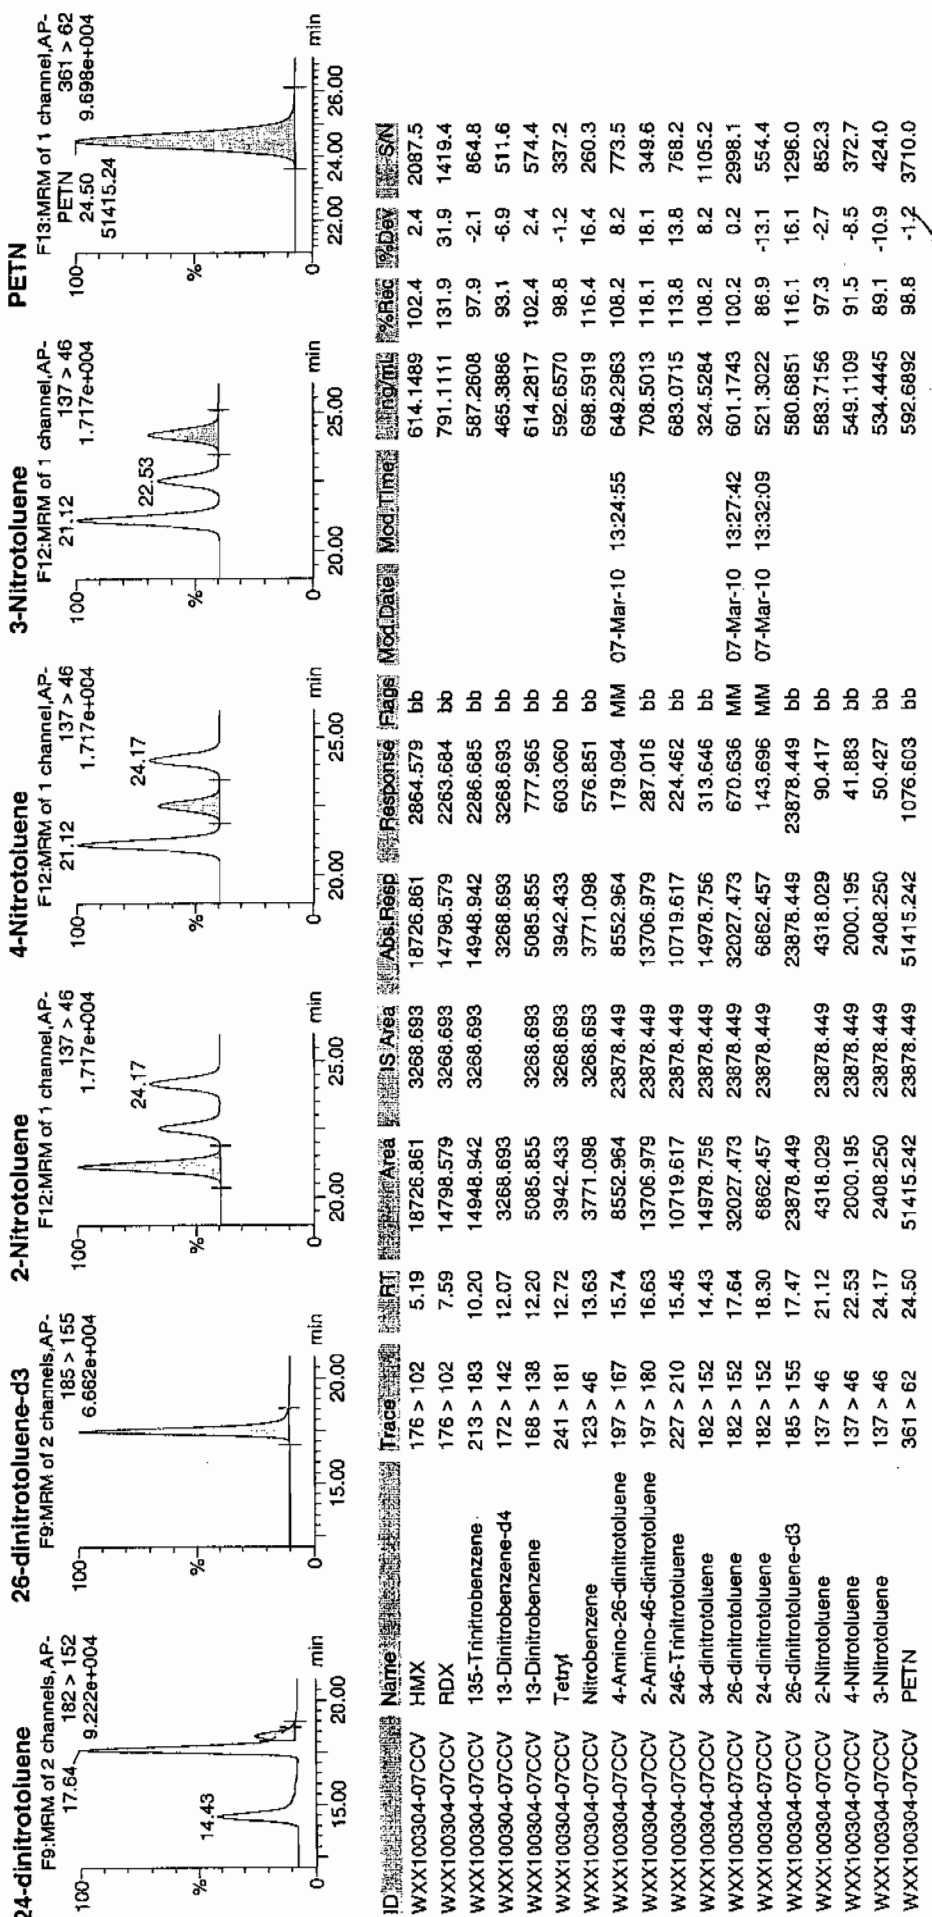 24-dinitrotoluene
F9:MRM of 2 channels,AP-
182 > 152
9.222e+004
100
17.64
14.43
%
0
15.00
20.00
min
26-dinitrotoluene-d3
F9:MRM of 2 channels,AP-
185 > 155
6.662e+004
100
%
0
15.00
20.00
min
2-Nitrotoluene
F12:MRM of 1 channel,AP-
137 > 46
1.717e+004
100
24.17
%
0
20.00
25.00
min
4-Nitrotoluene
F12:MRM of 1 channel,AP-
21.12
137 > 46
1.717e+004
100
24.17
%
0
20.00
25.00
min
3-Nitrotoluene
F12:MRM of 1 channel,AP-
21.12
137 > 46
1.717e+004
100
22.53
%
0
20.00
25.00
min
PETN
F13:MRM of 1 channel,AP-
PETN
24.50
51415.24
361 > 62
9.698e+004
100
%
0
22.00
24.00
26.00
min
ID Name Trace RT Area IS Area Abs.Resp Response Flags Mod.Date Mod.Time ng/mL %Rec %Dev S/N
WXX100304-07CCV HMX 176 > 102 5.19 18726.861 3268.693 18726.861 2864.579 bb 614.1489 102.4 2.4 2087.5
WXX100304-07CCV RDX 176 > 102 7.59 14798.579 3268.693 14798.579 2263.684 bb 791.1111 131.9 31.9 1419.4
WXX100304-07CCV 135-Trinitrobenzene 213 > 183 10.20 14948.942 3268.693 14948.942 2286.685 bb 587.2608 97.9 -2.1 864.8
WXX100304-07CCV 13-Dinitrobenzene-d4 172 > 142 12.07 3268.693 3268.693 3268.693 bb 465.3886 93.1 -6.9 511.6
WXX100304-07CCV 13-Dinitrobenzene 168 > 138 12.20 5085.855 3268.693 5085.855 777.965 bb 614.2817 102.4 2.4 574.4
WXX100304-07CCV Tetryl 241 > 181 12.72 3942.433 3268.693 3942.433 603.060 bb 592.6570 98.8 -1.2 337.2
WXX100304-07CCV Nitrobenzene 123 > 46 13.63 3771.098 3268.693 3771.098 576.851 bb 698.5919 116.4 16.4 260.3
WXX100304-07CCV 4-Amino-26-dinitrotoluene 197 > 167 15.74 8552.964 23878.449 8552.964 179.094 MM 07-Mar-10 13:24:55 649.2963 108.2 8.2 773.5
WXX100304-07CCV 2-Amino-46-dinitrotoluene 197 > 180 16.63 13706.979 23878.449 13706.979 287.016 bb 708.5013 118.1 18.1 349.6
WXX100304-07CCV 246-Trinitrotoluene 227 > 210 15.45 10719.617 23878.449 10719.617 224.462 bb 683.0715 113.8 13.8 768.2
WXX100304-07CCV 34-dinitrotoluene 182 > 152 14.43 14978.756 23878.449 14978.756 313.646 bb 324.5284 108.2 8.2 1105.2
WXX100304-07CCV 26-dinitrotoluene 182 > 152 17.64 32027.473 23878.449 32027.473 670.636 MM 07-Mar-10 13:27:42 601.1743 100.2 0.2 2998.1
WXX100304-07CCV 24-dinitrotoluene 182 > 152 18.30 6862.457 23878.449 6862.457 143.696 MM 07-Mar-10 13:32:09 521.3022 86.9 -13.1 554.4
WXX100304-07CCV 26-dinitrotoluene-d3 185 > 155 17.47 23878.449 23878.449 23878.449 bb 580.6851 116.1 16.1 1296.0
WXX100304-07CCV 2-Nitrotoluene 137 > 46 21.12 4318.029 23878.449 4318.029 90.417 bb 583.7156 97.3 -2.7 852.3
WXX100304-07CCV 4-Nitrotoluene 137 > 46 22.53 2000.195 23878.449 2000.195 41.883 bb 549.1109 91.5 -8.5 372.7
WXX100304-07CCV 3-Nitrotoluene 137 > 46 24.17 2408.250 23878.449 2408.250 50.427 bb 534.4445 89.1 -10.9 424.0
WXX100304-07CCV PETN 361 > 62 24.50 51415.242 23878.449 51415.242 1076.603 bb 592.6892 98.8 -1.2 3710.0